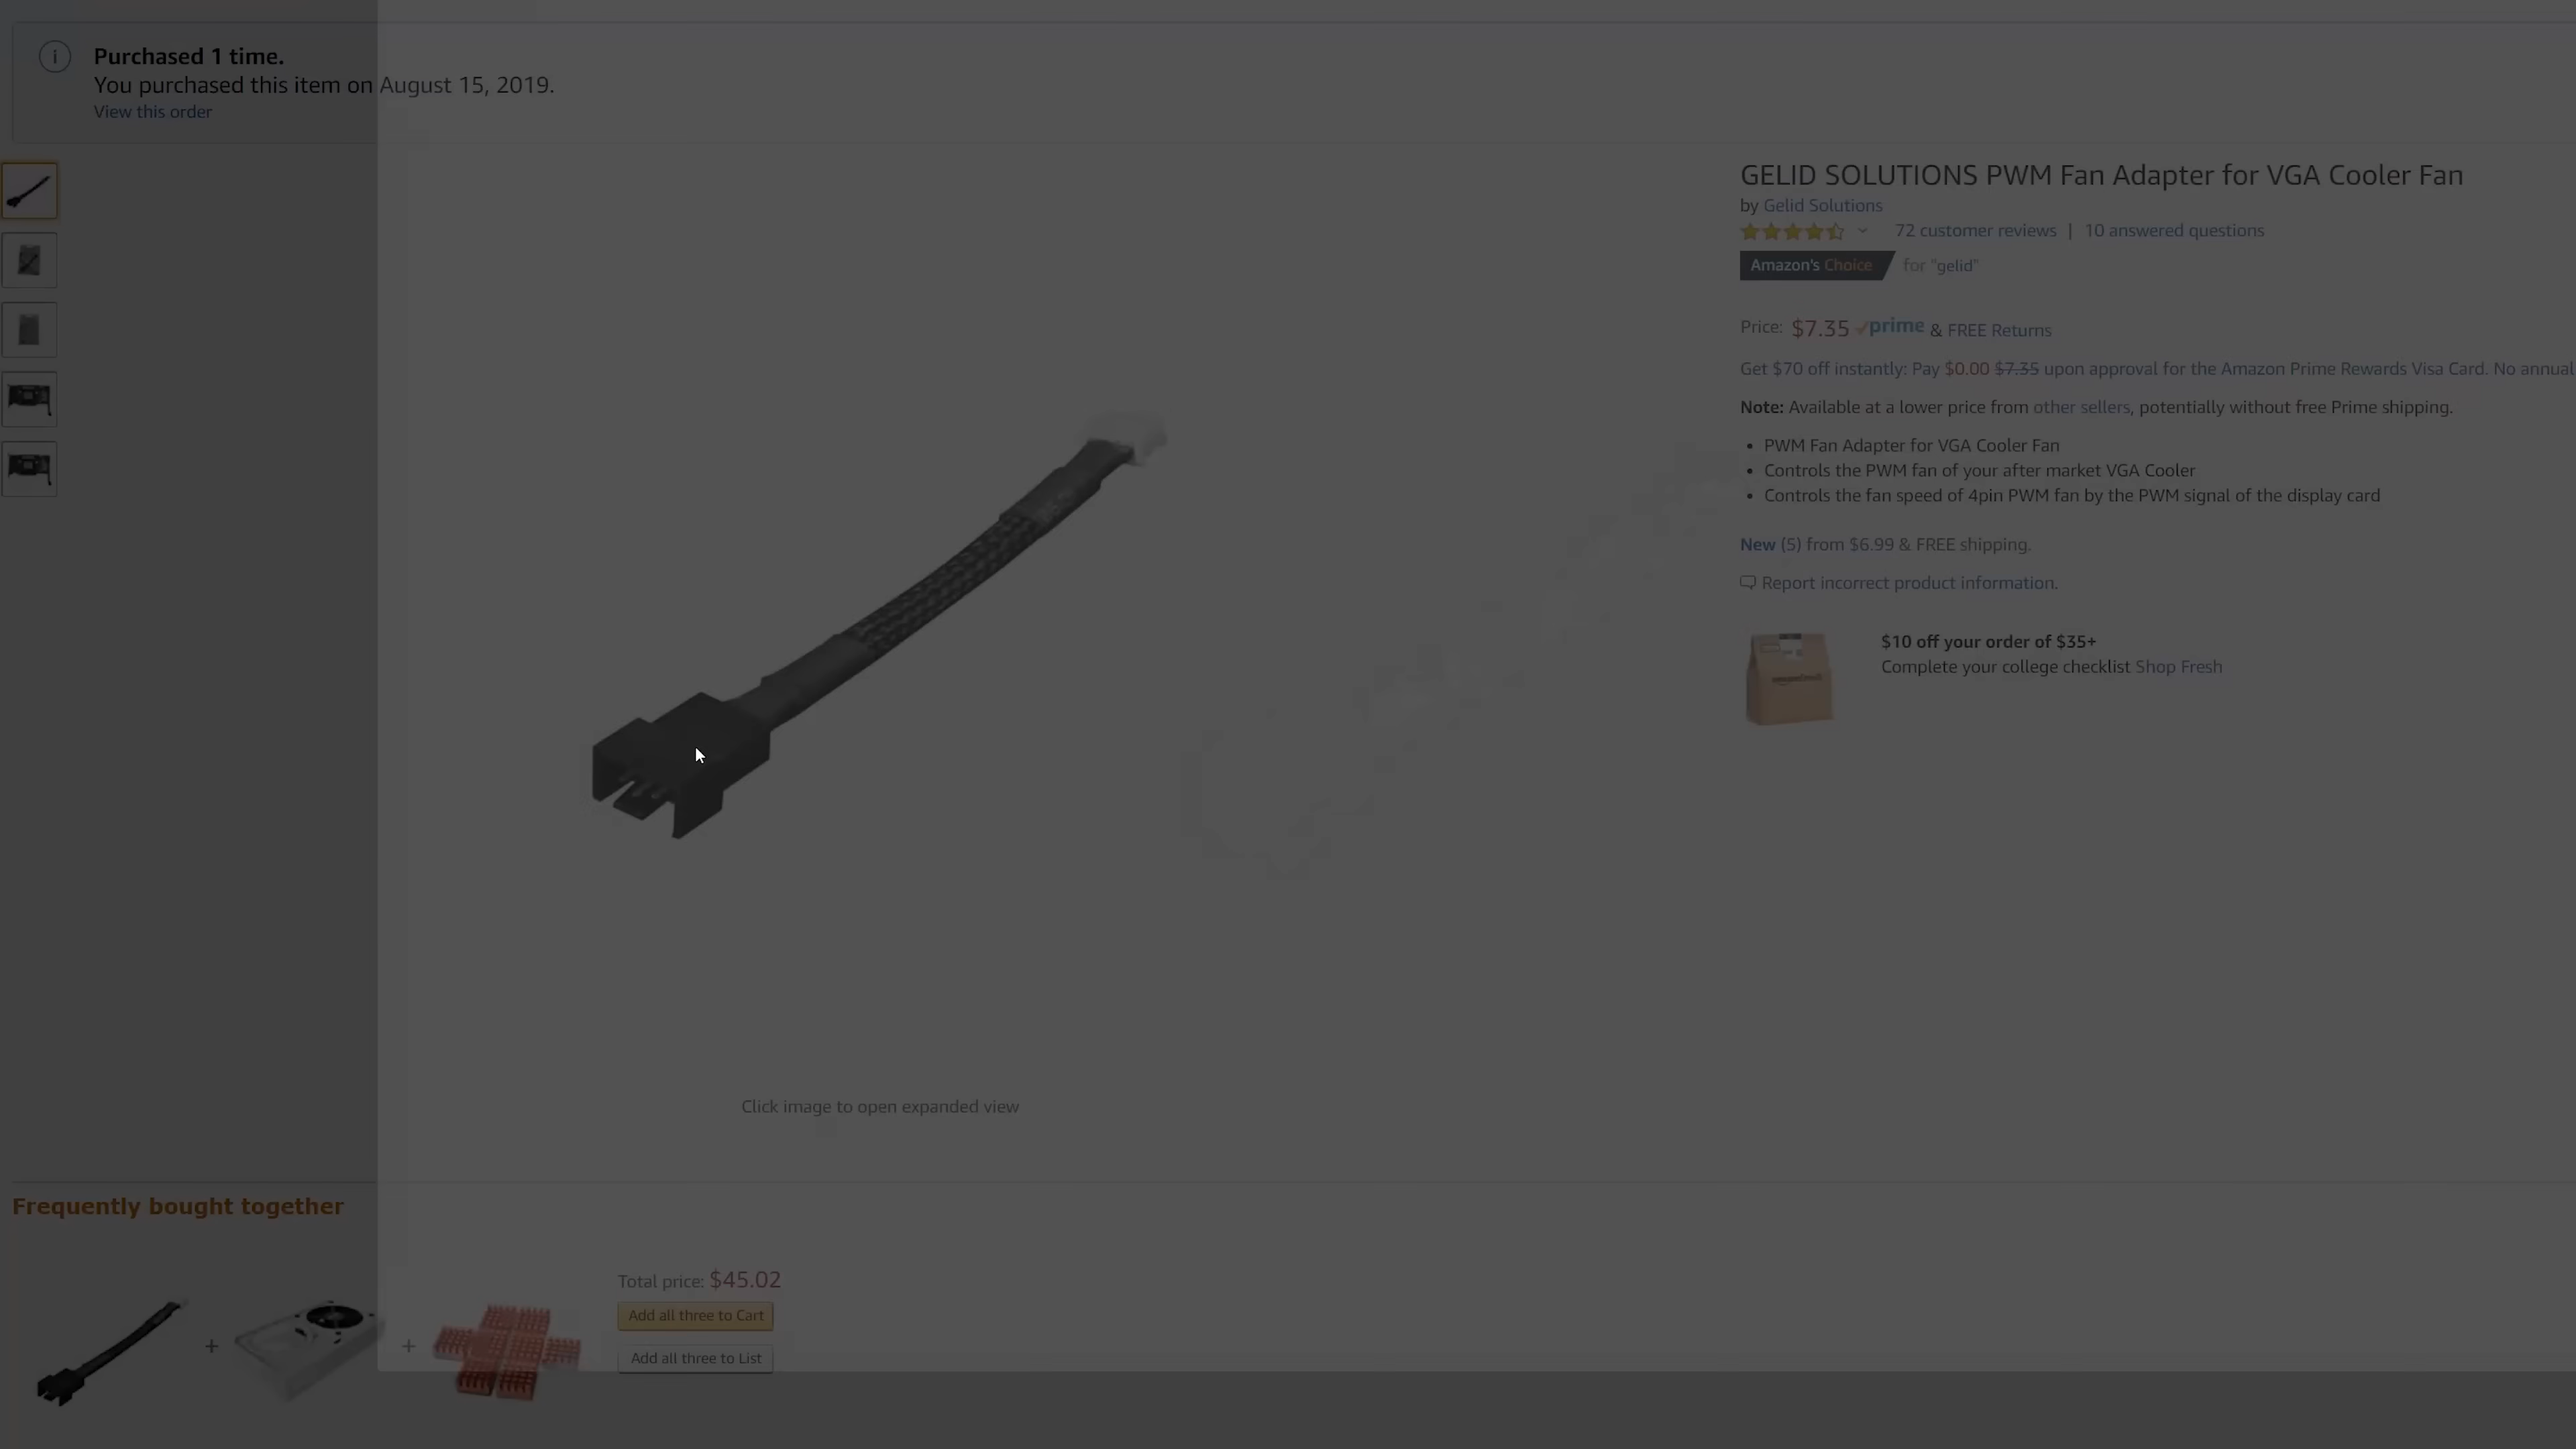 Purchased 1 time.
You purchased this item on August 15, 2019.
View this order
GELID SOLUTIONS PWM Fan Adapter for VGA Cooler Fan
by Gelid Solutions
72 customer reviews | 10 answered questions
Amazon's Choice for "gelid"
Price: $7.35 prime & FREE Returns
Get $70 off instantly: Pay $0.00 $7.35 upon approval for the Amazon Prime Rewards Visa Card. No annual
Note: Available at a lower price from other sellers, potentially without free Prime shipping.
• PWM Fan Adapter for VGA Cooler Fan
• Controls the PWM fan of your after market VGA Cooler
• Controls the fan speed of 4pin PWM fan by the PWM signal of the display card
New (5) from $6.99 & FREE shipping.
Report incorrect product information.
$10 off your order of $35+
Complete your college checklist Shop Fresh
Click image to open expanded view
Frequently bought together
Total price: $45.02
Add all three to Cart
Add all three to List